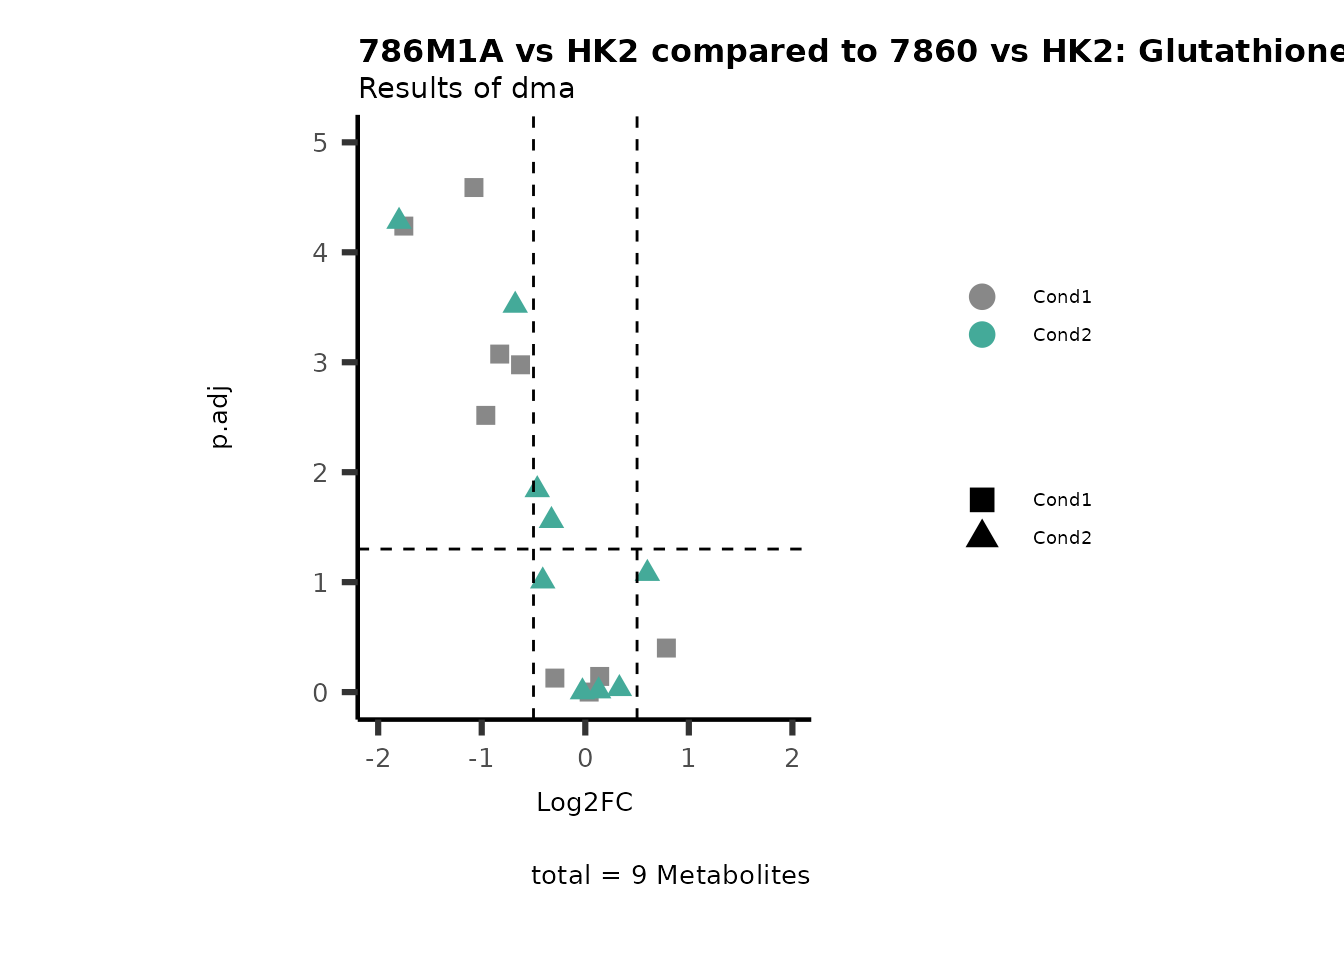 786M1A vs HK2 compared to 7860 vs HK2: Glutathione
Results of dma
5
4
3
2
1
0
p.adj
-2 -1 0 1 2
Log2FC
total = 9 Metabolites
Cond1
Cond2
Cond1
Cond2